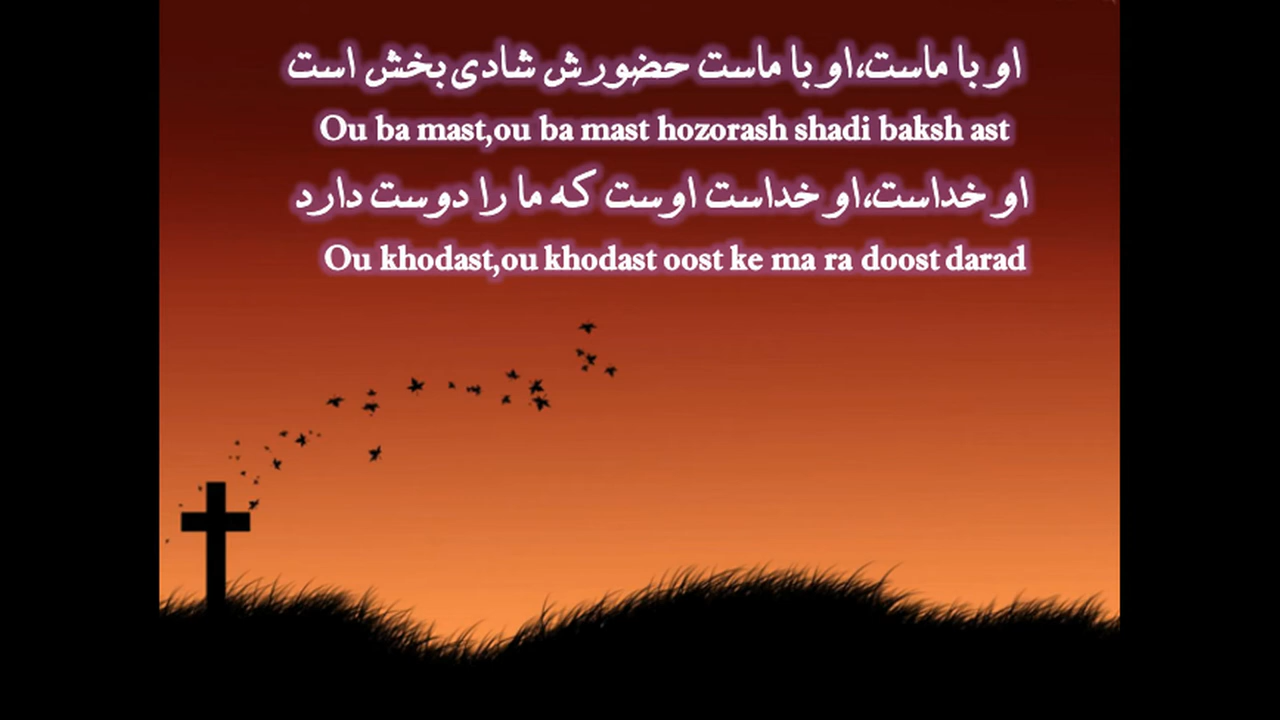 او با ماست،او با ماست حضورش شادی بخش است
Ou ba mast,ou ba mast hozorash shadi baksh ast
او خداست،او خداست اوست که ما را دوست دارد
Ou khodast,ou khodast oost ke ma ra doost darad